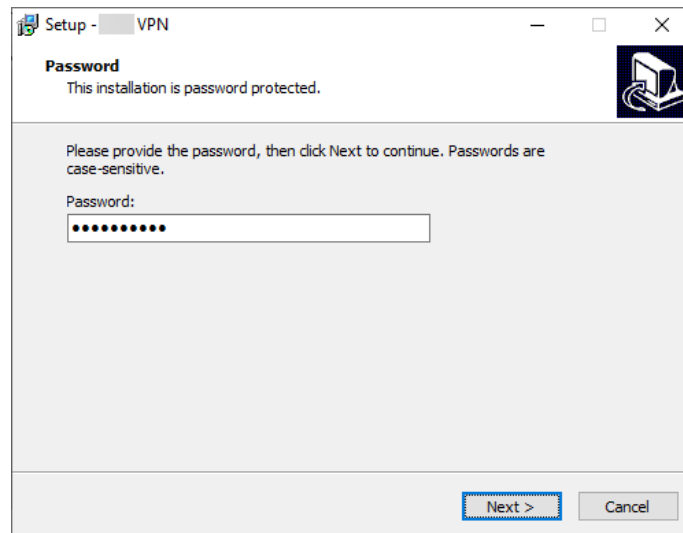 Setup - VPN
Password
This installation is password protected.
Please provide the password, then click Next to continue. Passwords are
case-sensitive.
Password:
••••••••••
Next >
Cancel